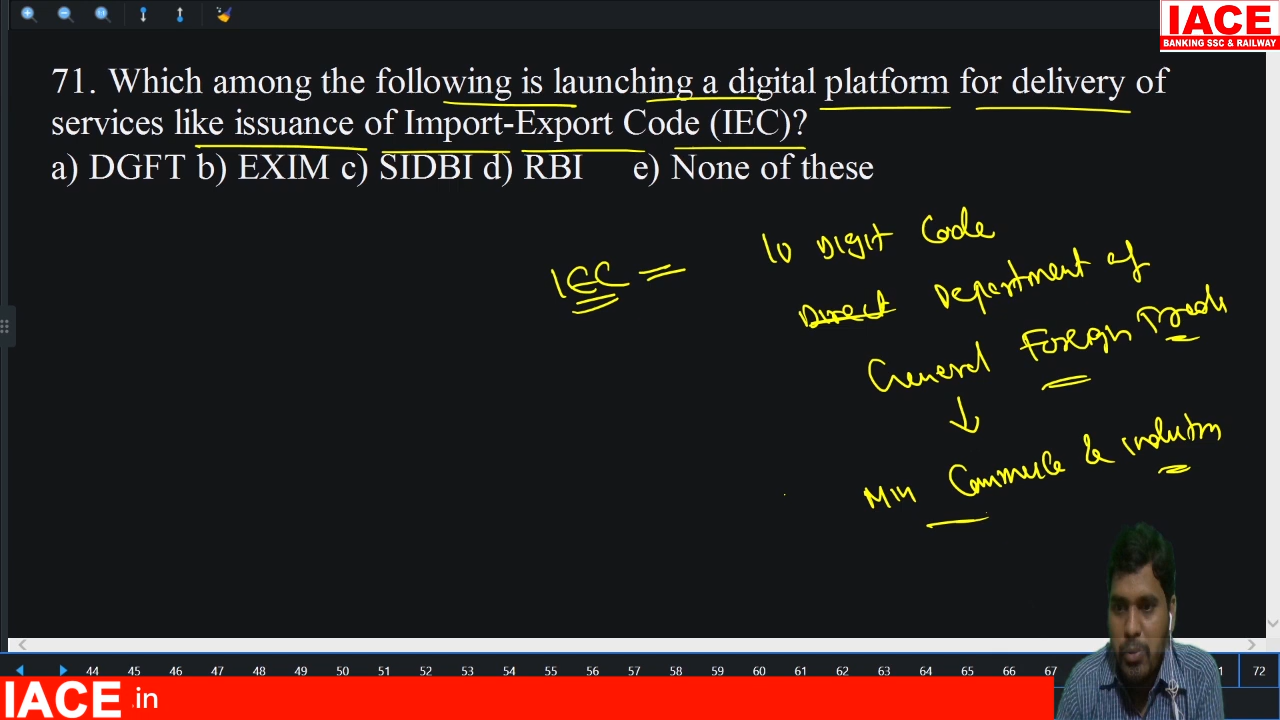 IACE
BANKING SSC & RAILWAY
71. Which among the following is launching a digital platform for delivery of
services like issuance of Import-Export Code (IEC)?
a) DGFT b) EXIM c) SIDBI d) RBI e) None of these
IEC =
10 Digit Code
Direct Department of
General Foreign Trade
Min Commerce & industry
44 45 46 47 48 49 50 51 52 53 54 55 56 57 58 59 60 61 62 63 64 65 66 67 72
IACE.in